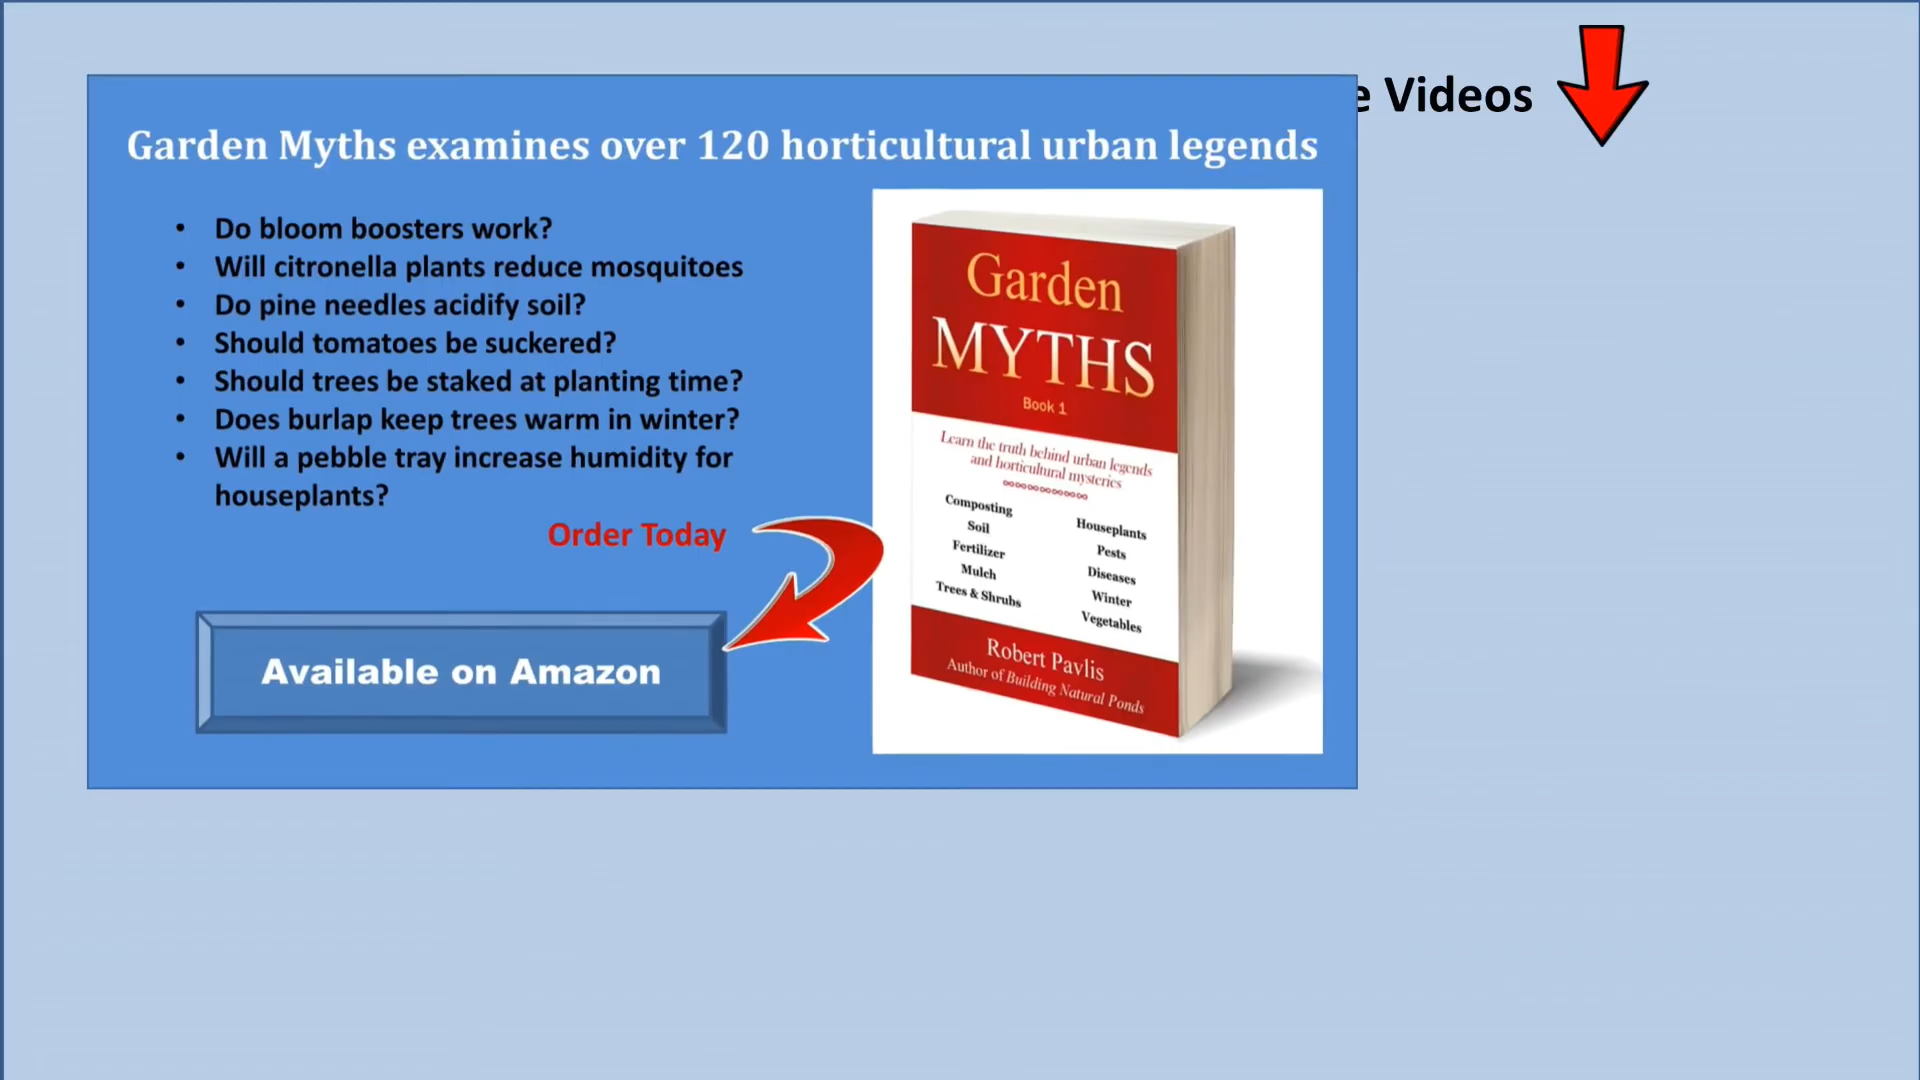 e Videos
Garden Myths examines over 120 horticultural urban legends
• Do bloom boosters work?
• Will citronella plants reduce mosquitoes
• Do pine needles acidify soil?
• Should tomatoes be suckered?
• Should trees be staked at planting time?
• Does burlap keep trees warm in winter?
• Will a pebble tray increase humidity for
houseplants?
Order Today
Available on Amazon
Garden
MYTHS
Book 1
Learn the truth behind urban legends
and horticultural mysteries
Composting
Soil
Fertilizer
Mulch
Trees & Shrubs
Houseplants
Pests
Diseases
Winter
Vegetables
Robert Pavlis
Author of Building Natural Ponds